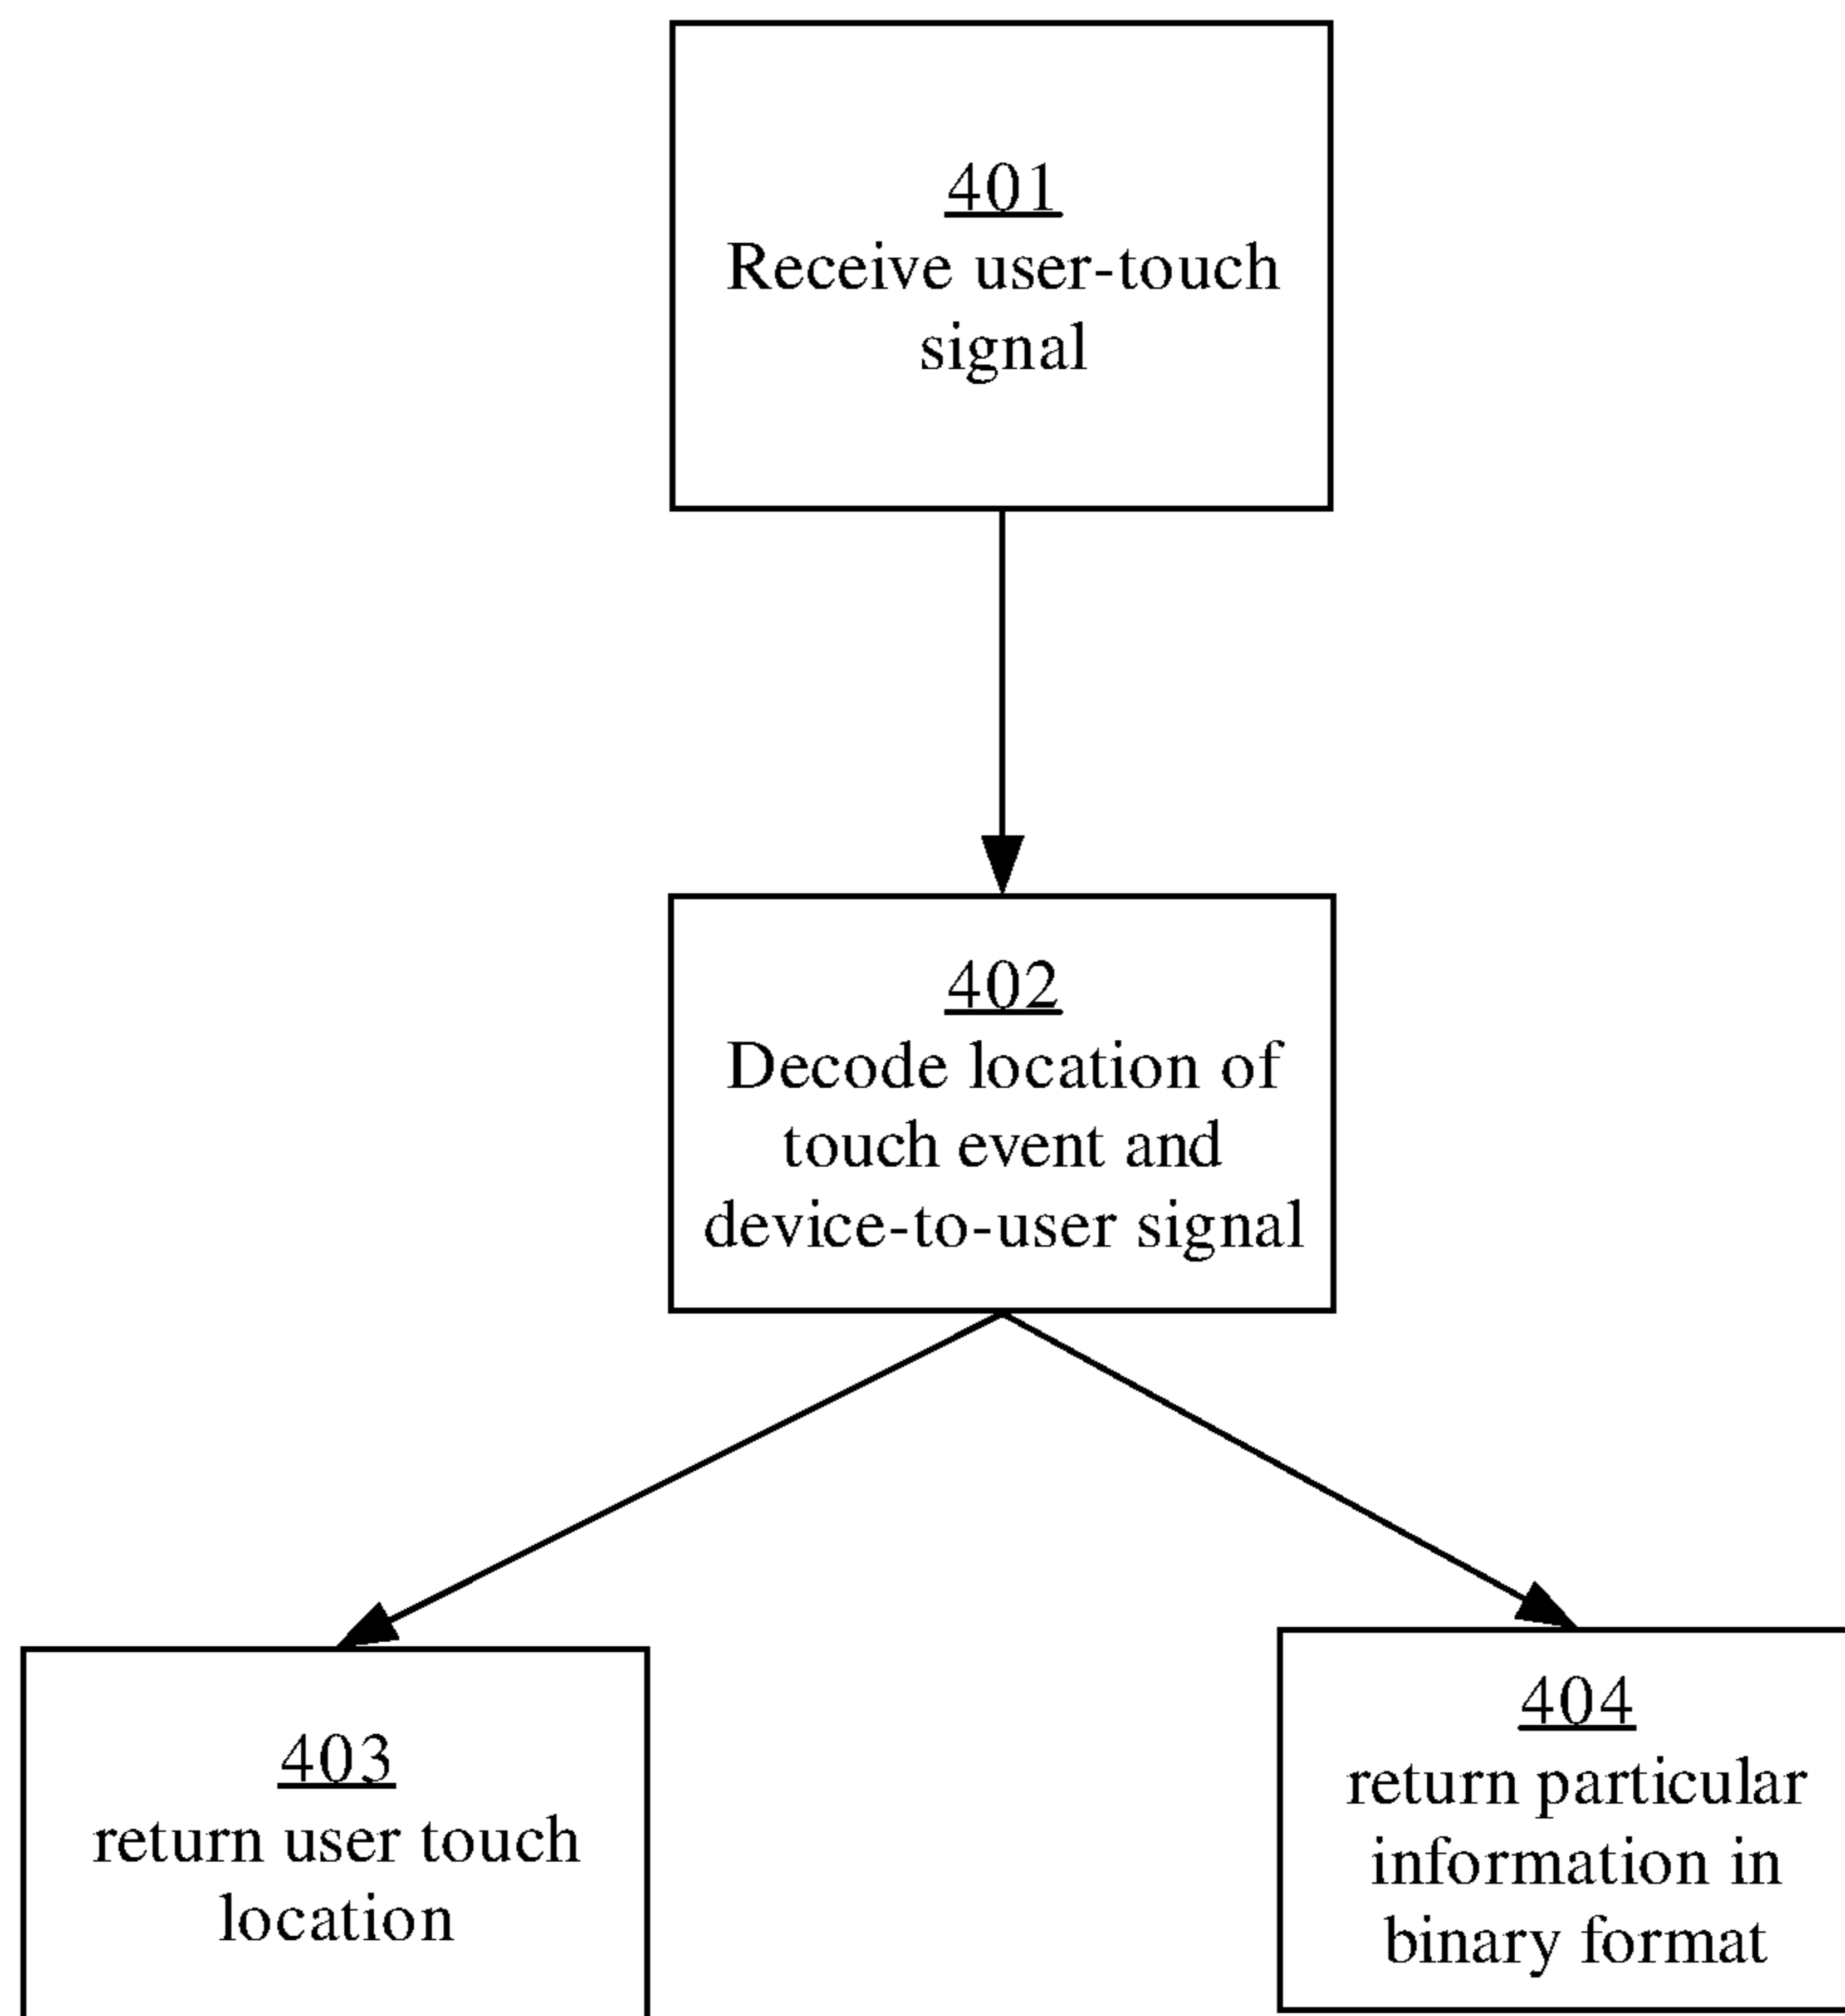 401
Receive user-touch
signal
402
Decode location of
touch event and
device-to-user signal
403
return user touch
location
404
return particular
information in
binary format